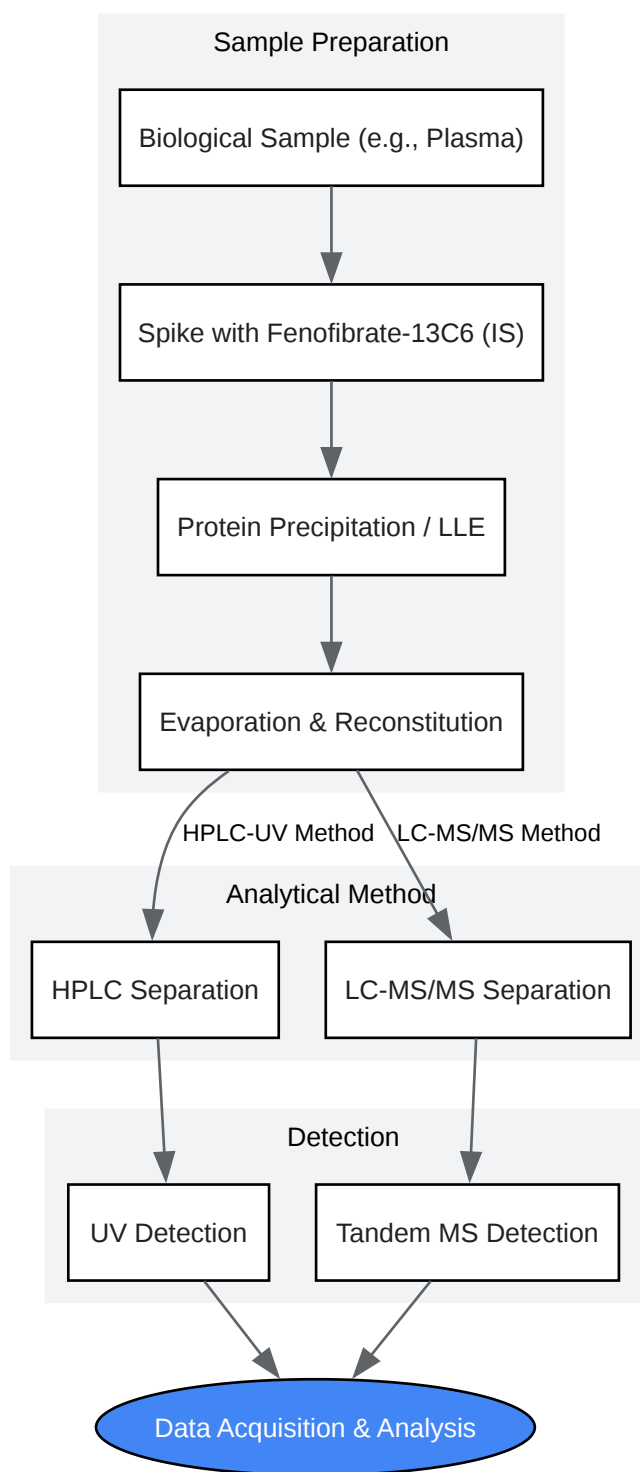 Sample Preparation
Biological Sample (e.g., Plasma)
Spike with Fenofibrate-13C6 (IS)
Protein Precipitation / LLE
Evaporation & Reconstitution
HPLC-UV Method
LC-MS/MS Method
Analytical Method
HPLC Separation
LC-MS/MS Separation
Detection
UV Detection
Tandem MS Detection
Data Acquisition & Analysis